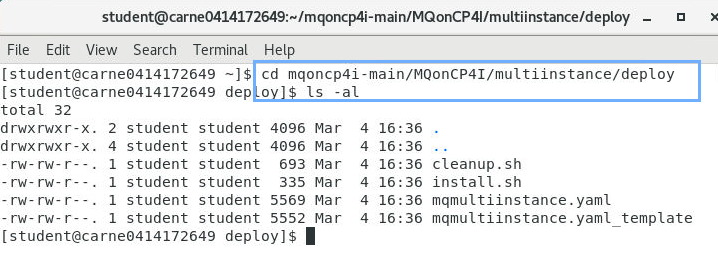 student@carne0414172649:~/mqoncp4i-main/MQonCP4I/multiinstance/deploy
File Edit View Search Terminal Help
[student@carne0414172649 ~]$ cd mqoncp4i-main/MQonCP4I/multiinstance/deploy
[student@carne0414172649 deploy]$ ls -al
total 32
drwxrwxr-x. 2 student student 4096 Mar  4 16:36 .
drwxrwxr-x. 4 student student 4096 Mar  4 16:36 ..
-rw-rw-r--. 1 student student  693 Mar  4 16:36 cleanup.sh
-rw-rw-r--. 1 student student  335 Mar  4 16:36 install.sh
-rw-rw-r--. 1 student student 5569 Mar  4 16:36 mqmultiinstance.yaml
-rw-rw-r--. 1 student student 5552 Mar  4 16:36 mqmultiinstance.yaml_template
[student@carne0414172649 deploy]$